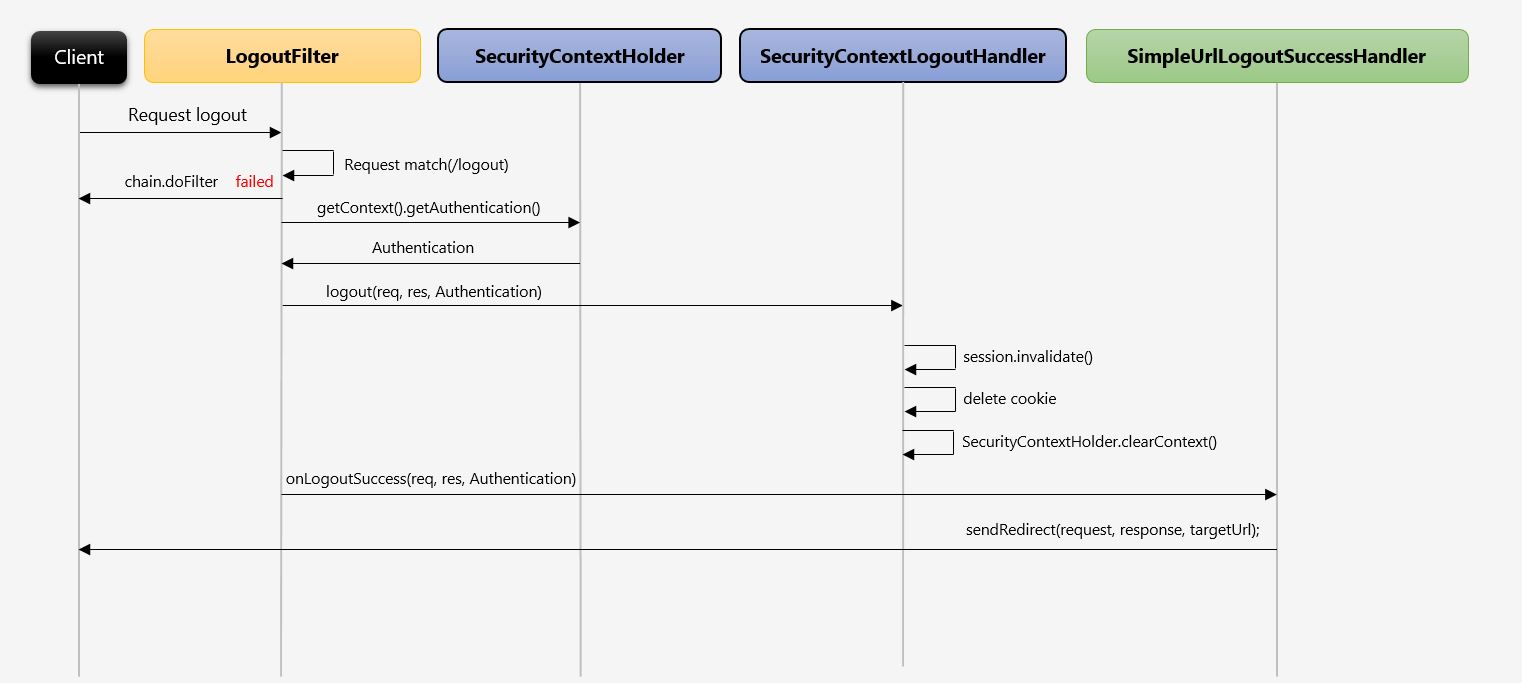 Client
LogoutFilter
SecurityContextHolder
SecurityContextLogoutHandler
SimpleUrlLogoutSuccessHandler
Request logout
Request match(/logout)
chain.doFilter failed
getContext().getAuthentication()
Authentication
logout(req, res, Authentication)
session.invalidate()
delete cookie
SecurityContextHolder.clearContext()
onLogoutSuccess(req, res, Authentication)
sendRedirect(request, response, targetUrl);